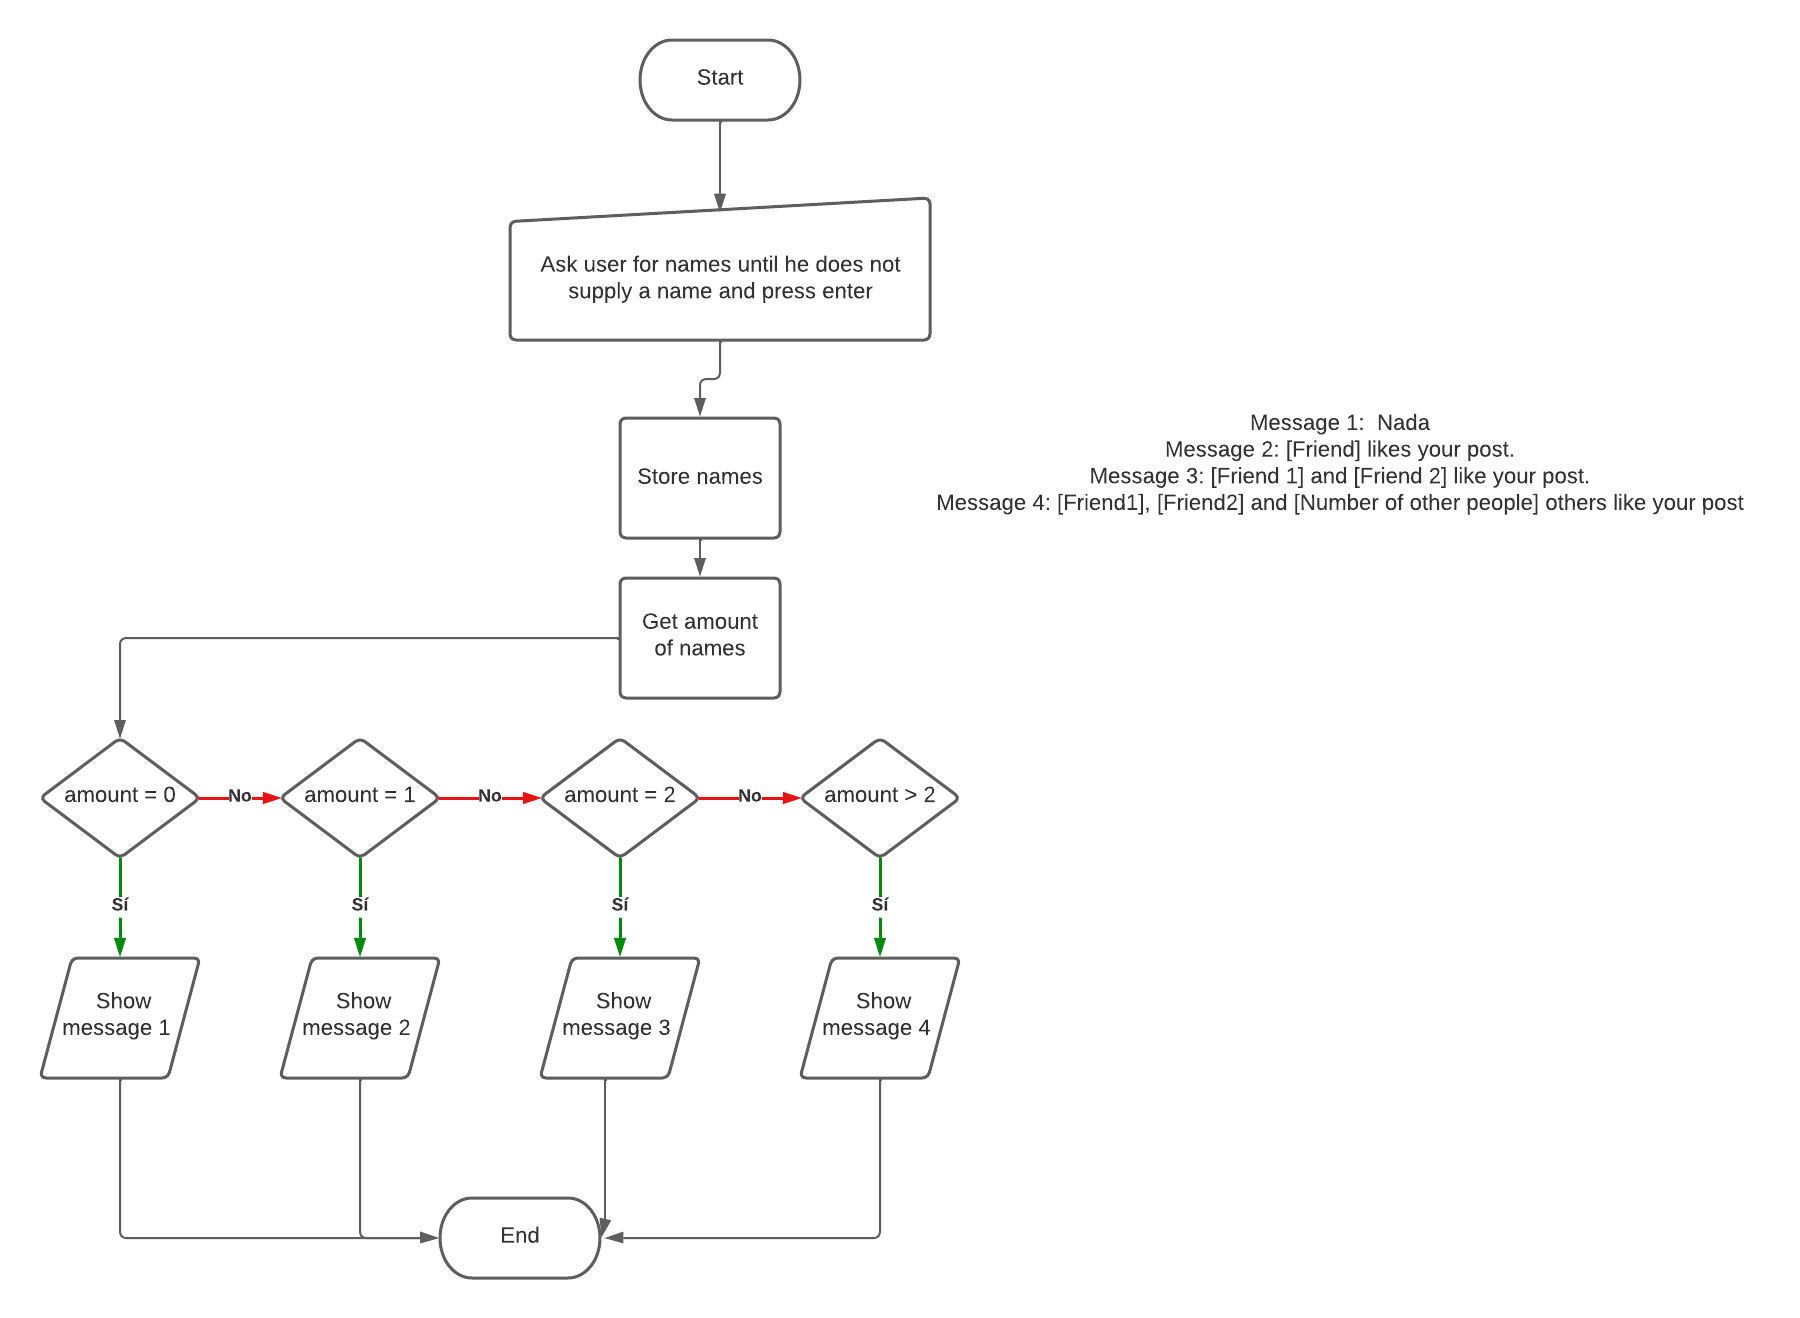 Start
Ask user for names until he does not
supply a name and press enter
Store names
Message 1:  Nada
Message 2: [Friend] likes your post.
Message 3: [Friend 1] and [Friend 2] like your post.
Message 4: [Friend1], [Friend2] and [Number of other people] others like your post
Get amount
of names
amount = 0
No
amount = 1
No
amount = 2
No
amount > 2
Sí
Sí
Sí
Sí
Show
message 1
Show
message 2
Show
message 3
Show
message 4
End